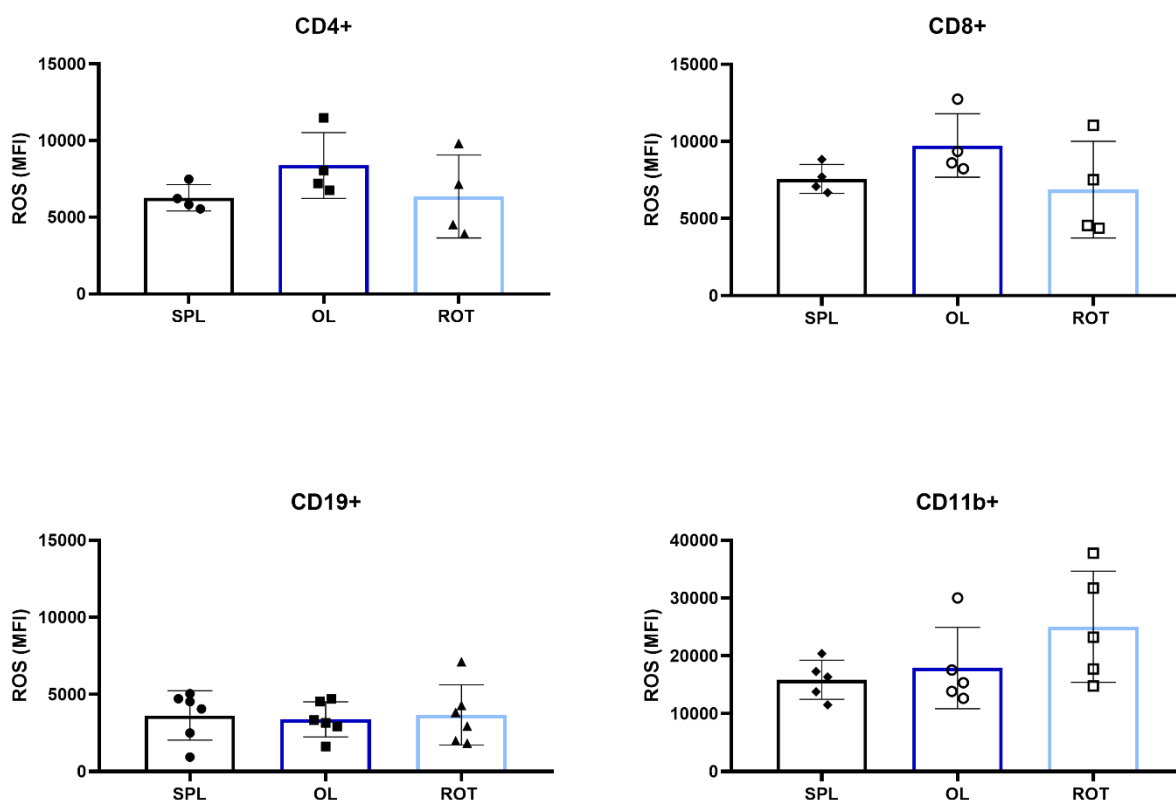 CD4+
ROS (MFI)
15000
10000
5000
0
SPL OL ROT
CD8+
ROS (MFI)
15000
10000
5000
0
SPL OL ROT
CD19+
ROS (MFI)
15000
10000
5000
0
SPL OL ROT
CD11b+
ROS (MFI)
40000
30000
20000
10000
0
SPL OL ROT